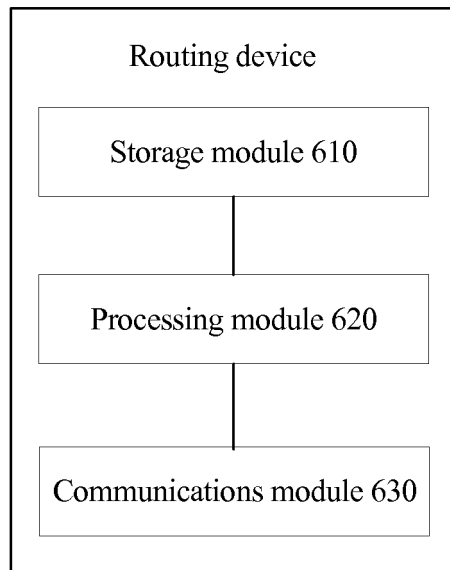 Routing device
Storage module 610
Processing module 620
Communications module 630